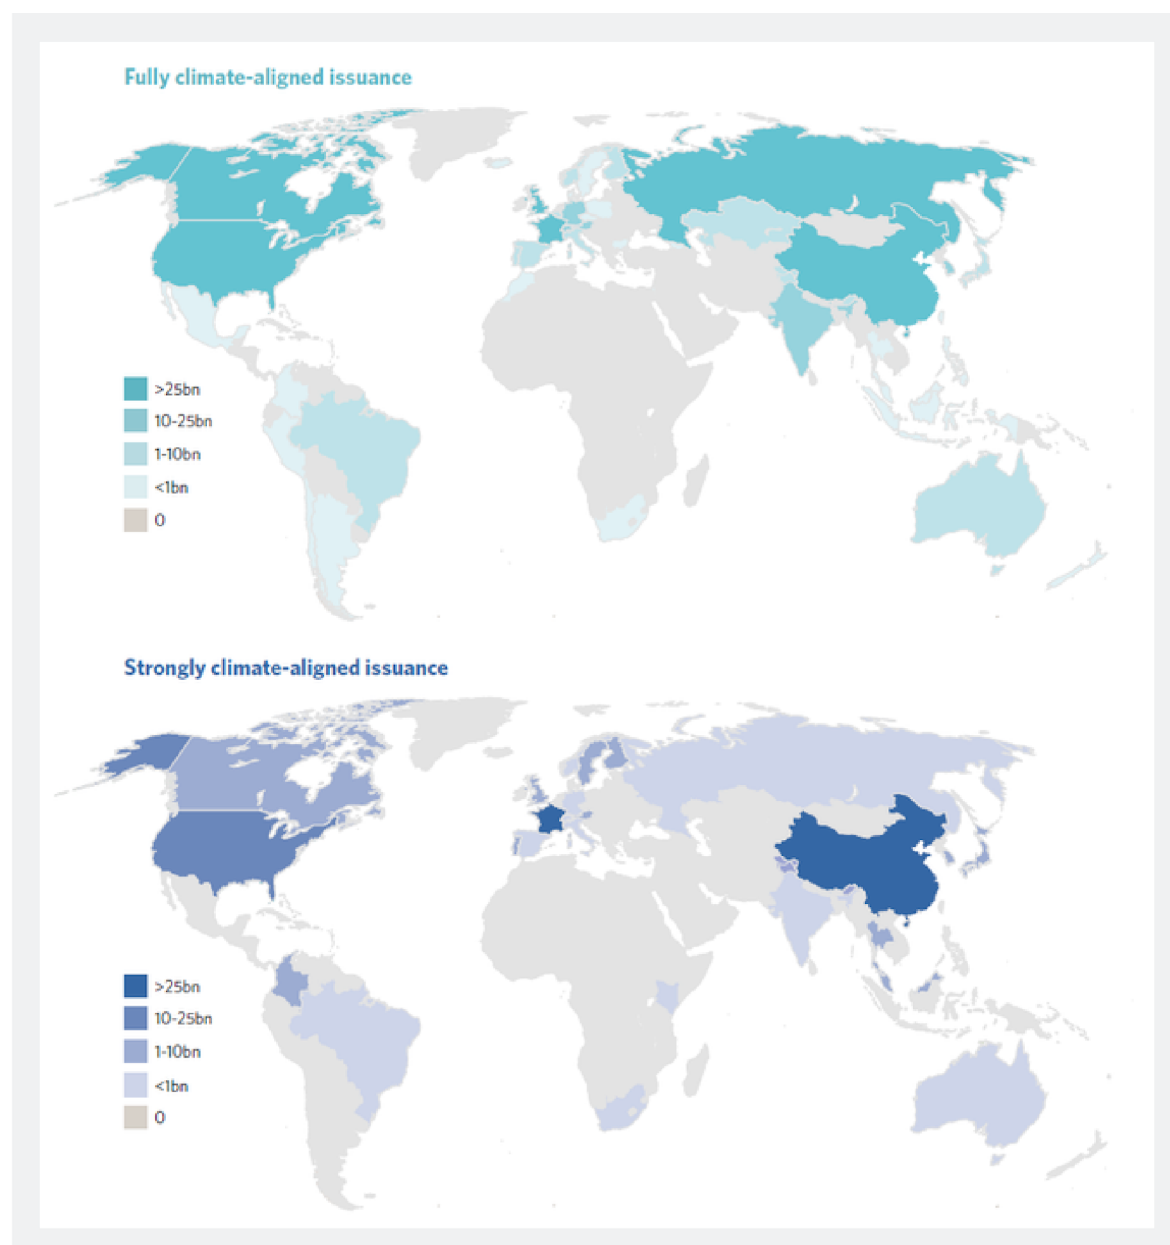 Fully climate-aligned issuance
>25bn
10-25bn
1-10bn
<1bn
0
Strongly climate-aligned issuance
>25bn
10-25bn
1-10bn
<1bn
0